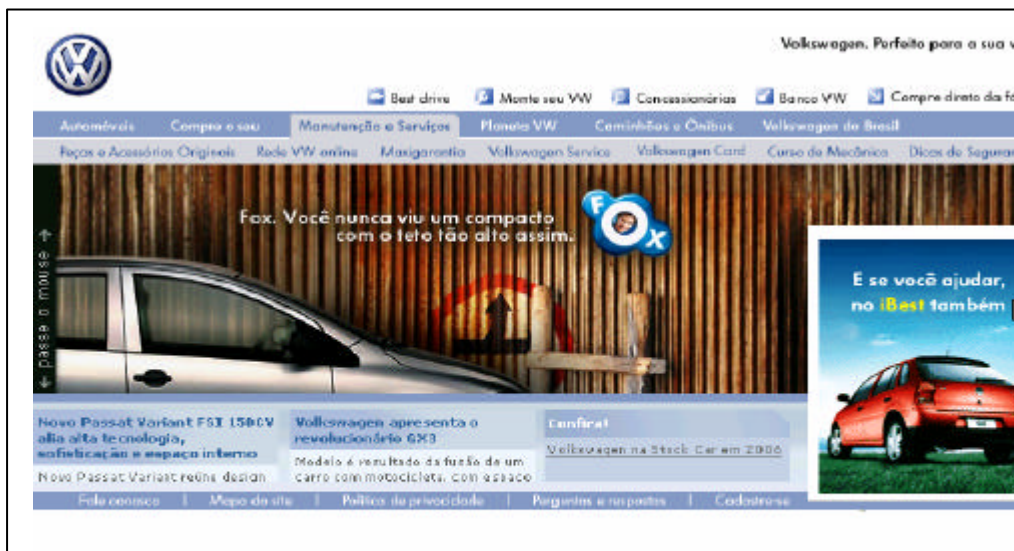 Volkswagen. Perfeito para a sua v
Best drive Monte seu VW Concessionárias Banco VW Compre direto da fá
Automóveis Compre o seu Manutenção e Serviços Planeta VW Caminhões e Ônibus Volkswagen do Brasil
Peças e Acessórios Originais Rede VW online Maxigarantia Volkswagen Service Volkswagen Card Curso de Mecânica Dicas de Seguran
Fox. Você nunca viu um compacto
com o teto tão alto assim.
FOX
passe o mouse
E se você ajudar,
no iBest também
Novo Passat Variant FSI 150CV
alia alta tecnologia,
sofisticação e espaço interno
Novo Passat Variant reúne design
Volkswagen apresenta o
revolucionário GX3
Modelo é resultado da fusão de um
carro com motocicleta, com espaço
Confira!
Volkswagen na Stock Car em 2006
Fale conosco | Mapa do site | Política de privacidade | Perguntas e respostas | Cadastre-se